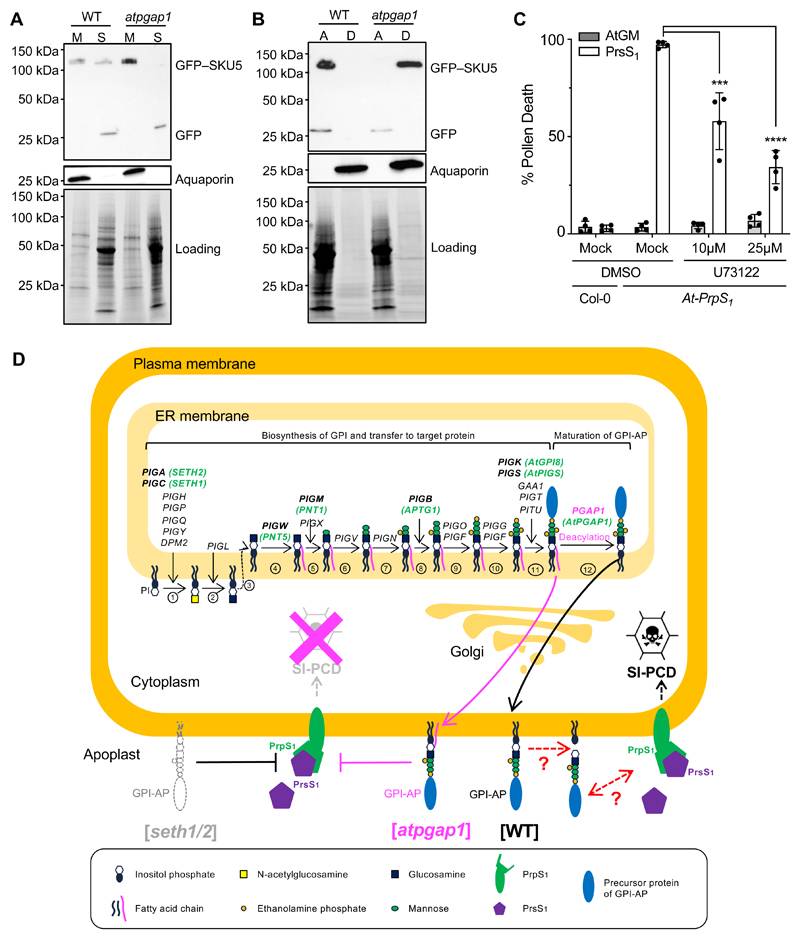 A
WT atpgap1
M S M S
150 kDa
100 kDa
50 kDa
25 kDa
GFP–SKU5
GFP
25 kDa
Aquaporin
150 kDa
100 kDa
50 kDa
25 kDa
Loading
B
WT atpgap1
A D A D
150 kDa
100 kDa
50 kDa
25 kDa
GFP–SKU5
GFP
25 kDa
Aquaporin
150 kDa
100 kDa
50 kDa
25 kDa
Loading
C
AtGM
PrsS1
% Pollen Death
100
50
0
***
****
Mock Mock 10µM 25µM
DMSO U73122
Col-0 At-PrpS1
D
Plasma membrane
ER membrane
Biosynthesis of GPI and transfer to target protein
Maturation of GPI-AP
PIGA (SETH2)
PIGC (SETH1)
PIGH
PIGP
PIGQ
PIGY
DPM2
PIGL
PIGW
(PNT5)
PIGM
(PNT1)
PIGX
PIGV
PIGN
PIGB
(APTG1)
PIGO
PIGF
PIGG
PIGF
PIGK (AtGPI8)
PIGS (AtPIGS)
GAA1
PIGT
PITU
PGAP1
(AtPGAP1)
Deacylation
PI
1 2 3 4 5 6 7 8 9 10 11 12
SI-PCD
Golgi
SI-PCD
Cytoplasm
Apoplast
PrpS1
PrsS1
PrpS1
PrsS1
GPI-AP
GPI-AP
GPI-AP
?
?
[seth1/2]
[atpgap1]
[WT]
Inositol phosphate
N-acetylglucosamine
Glucosamine
PrpS1
Precursor protein
of GPI-AP
Fatty acid chain
Ethanolamine phosphate
Mannose
PrsS1